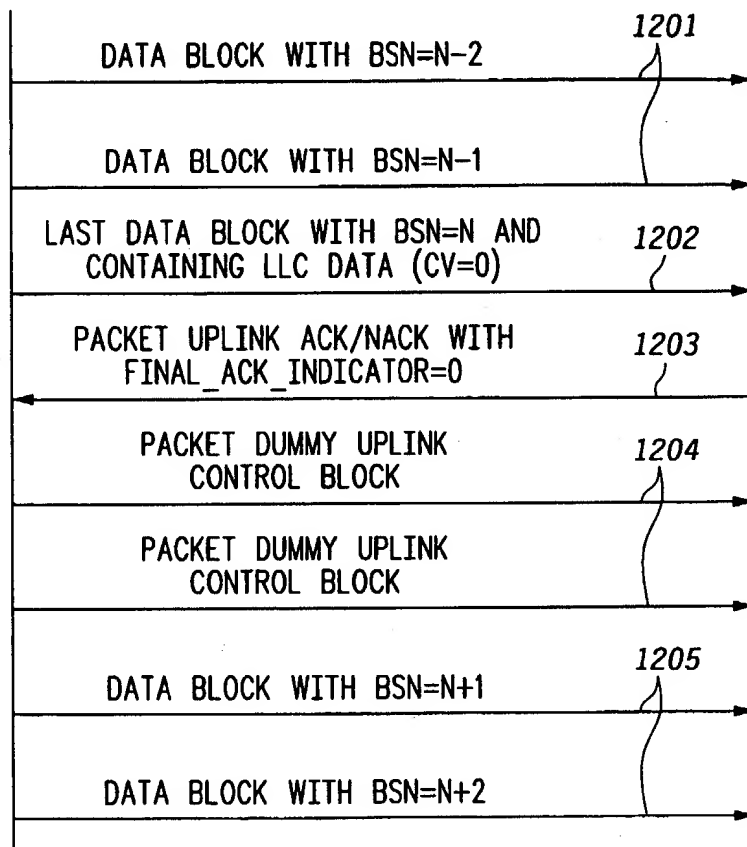 1201
DATA BLOCK WITH BSN=N-2
DATA BLOCK WITH BSN=N-1
LAST DATA BLOCK WITH BSN=N AND
CONTAINING LLC DATA (CV=0)
1202
PACKET UPLINK ACK/NACK WITH
FINAL_ACK_INDICATOR=0
1203
PACKET DUMMY UPLINK
CONTROL BLOCK
1204
PACKET DUMMY UPLINK
CONTROL BLOCK
1205
DATA BLOCK WITH BSN=N+1
DATA BLOCK WITH BSN=N+2